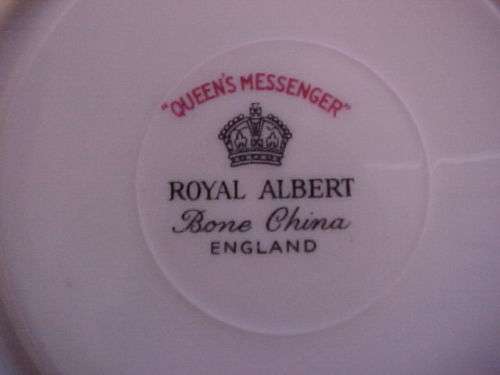 "QUEEN'S MESSENGER"
ROYAL ALBERT
Bone China
ENGLAND